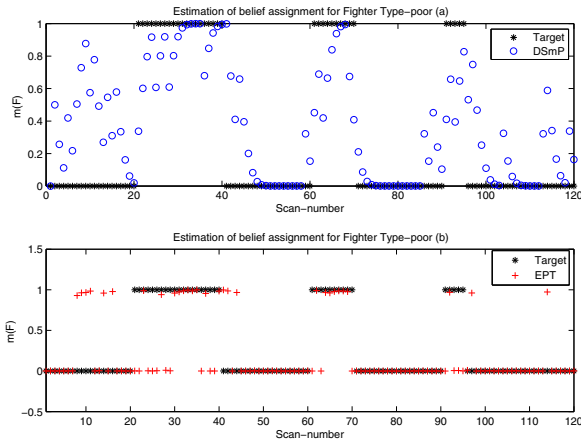 Estimation of belief assignment for Fighter Type-poor (a)
1
0.8
0.6
0.4
0.2
0
m(F)
Target
DSmP
0 20 40 60 80 100 120
Scan-number
Estimation of belief assignment for Fighter Type-poor (b)
1.5
1
0.5
0
-0.5
m(F)
Target
EPT
10 20 30 40 50 60 70 80 90 100 110 120
Scan-number